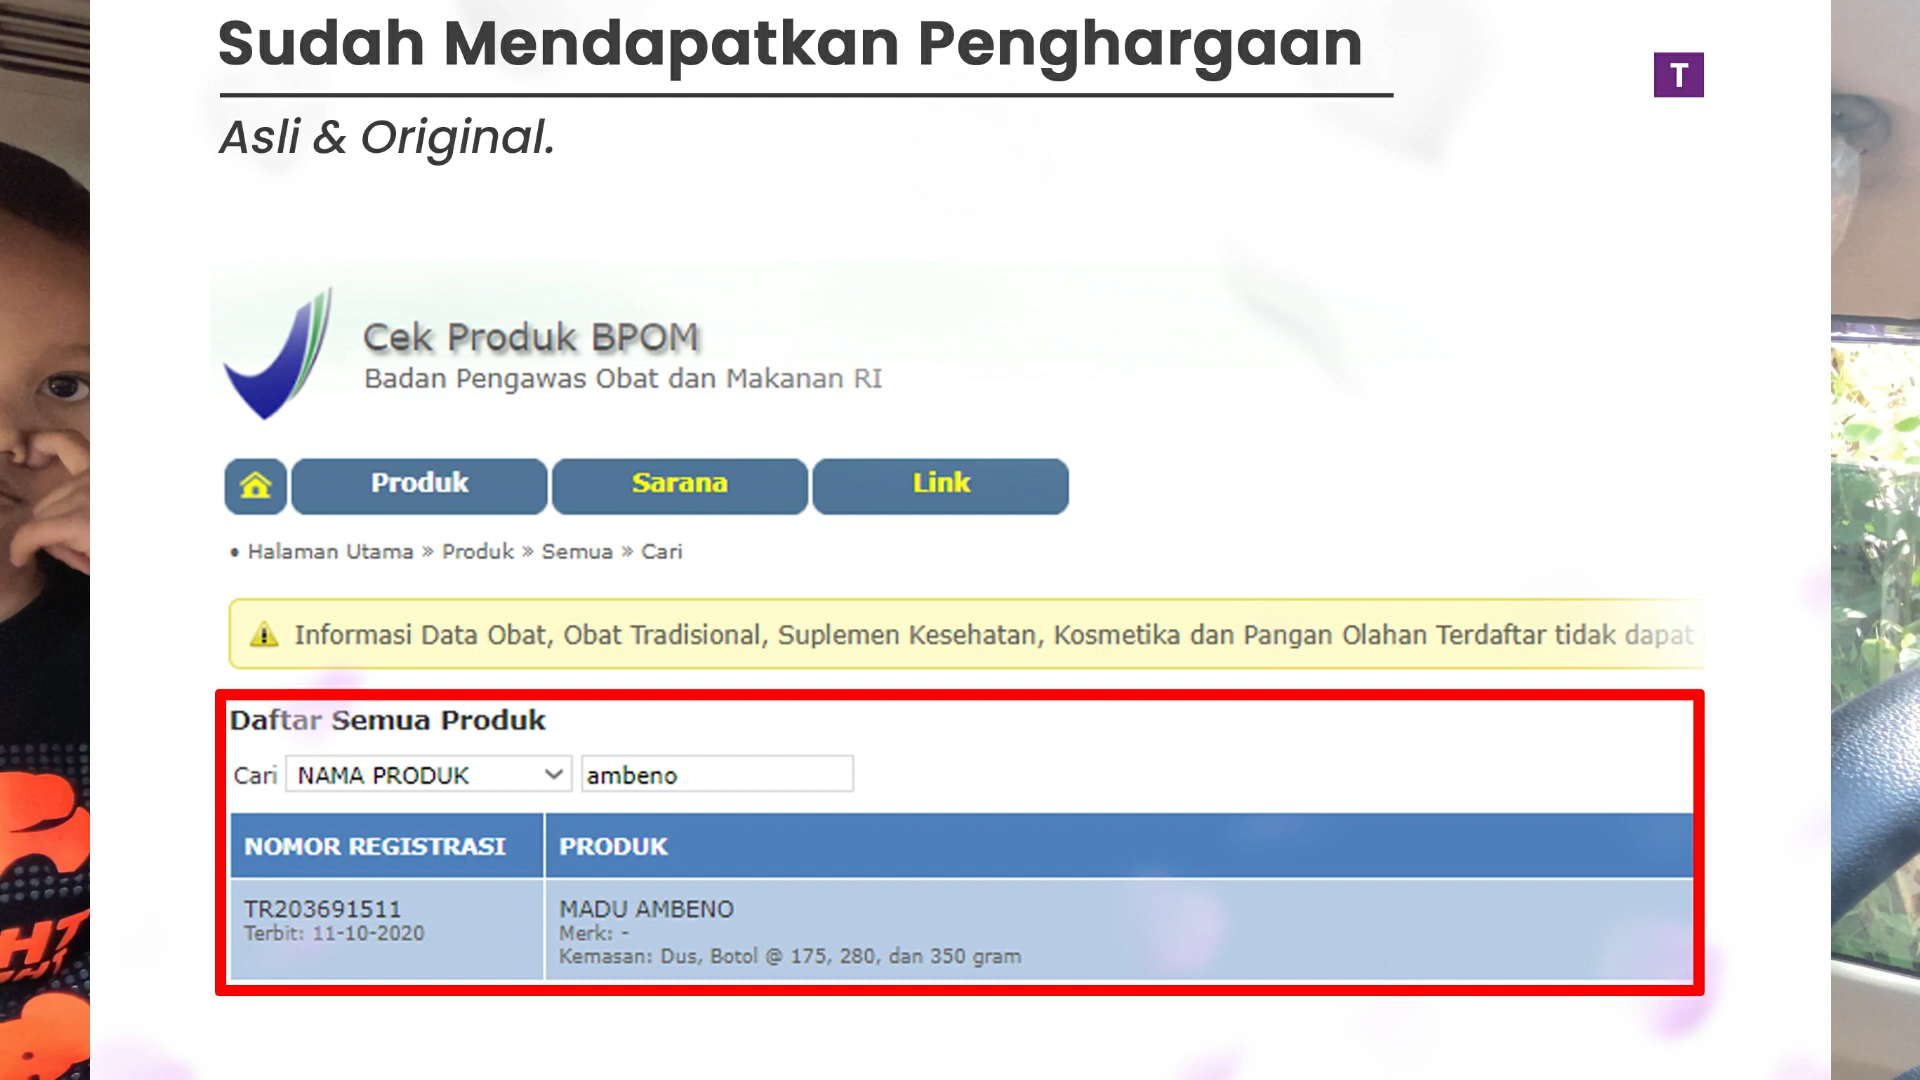 Sudah Mendapatkan Penghargaan
T
Asli & Original.
Cek Produk BPOM
Badan Pengawas Obat dan Makanan RI
Produk Sarana Link
• Halaman Utama » Produk » Semua » Cari
Informasi Data Obat, Obat Tradisional, Suplemen Kesehatan, Kosmetika dan Pangan Olahan Terdaftar tidak dapat
Daftar Semua Produk
Cari NAMA PRODUK ambeno
NOMOR REGISTRASI PRODUK
TR203691511 MADU AMBENO
Terbit: 11-10-2020 Merk: -
Kemasan: Dus, Botol @ 175, 280, dan 350 gram